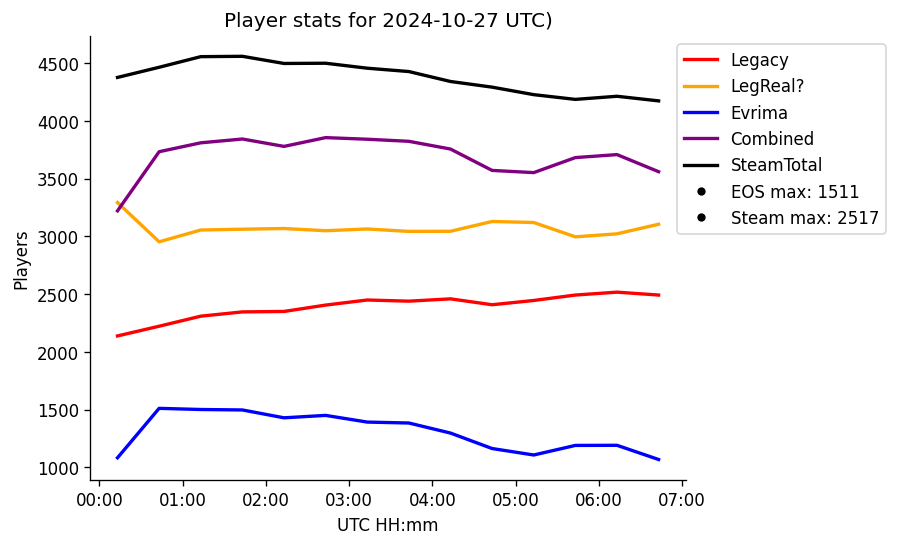 Player stats for 2024-10-27 UTC)
Legacy
LegReal?
Evrima
Combined
SteamTotal
EOS max: 1511
Steam max: 2517
Players
4500
4000
3500
3000
2500
2000
1500
1000
00:00 01:00 02:00 03:00 04:00 05:00 06:00 07:00
UTC HH:mm